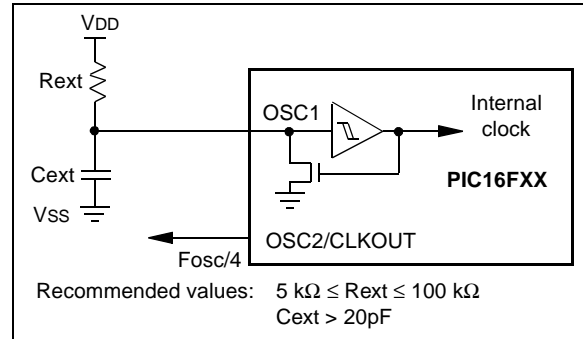 VDD
Rext
OSC1
Internal
clock
Cext
PIC16FXX
VSS
OSC2/CLKOUT
Fosc/4
Recommended values: 5 kΩ ≤ Rext ≤ 100 kΩ
Cext > 20pF